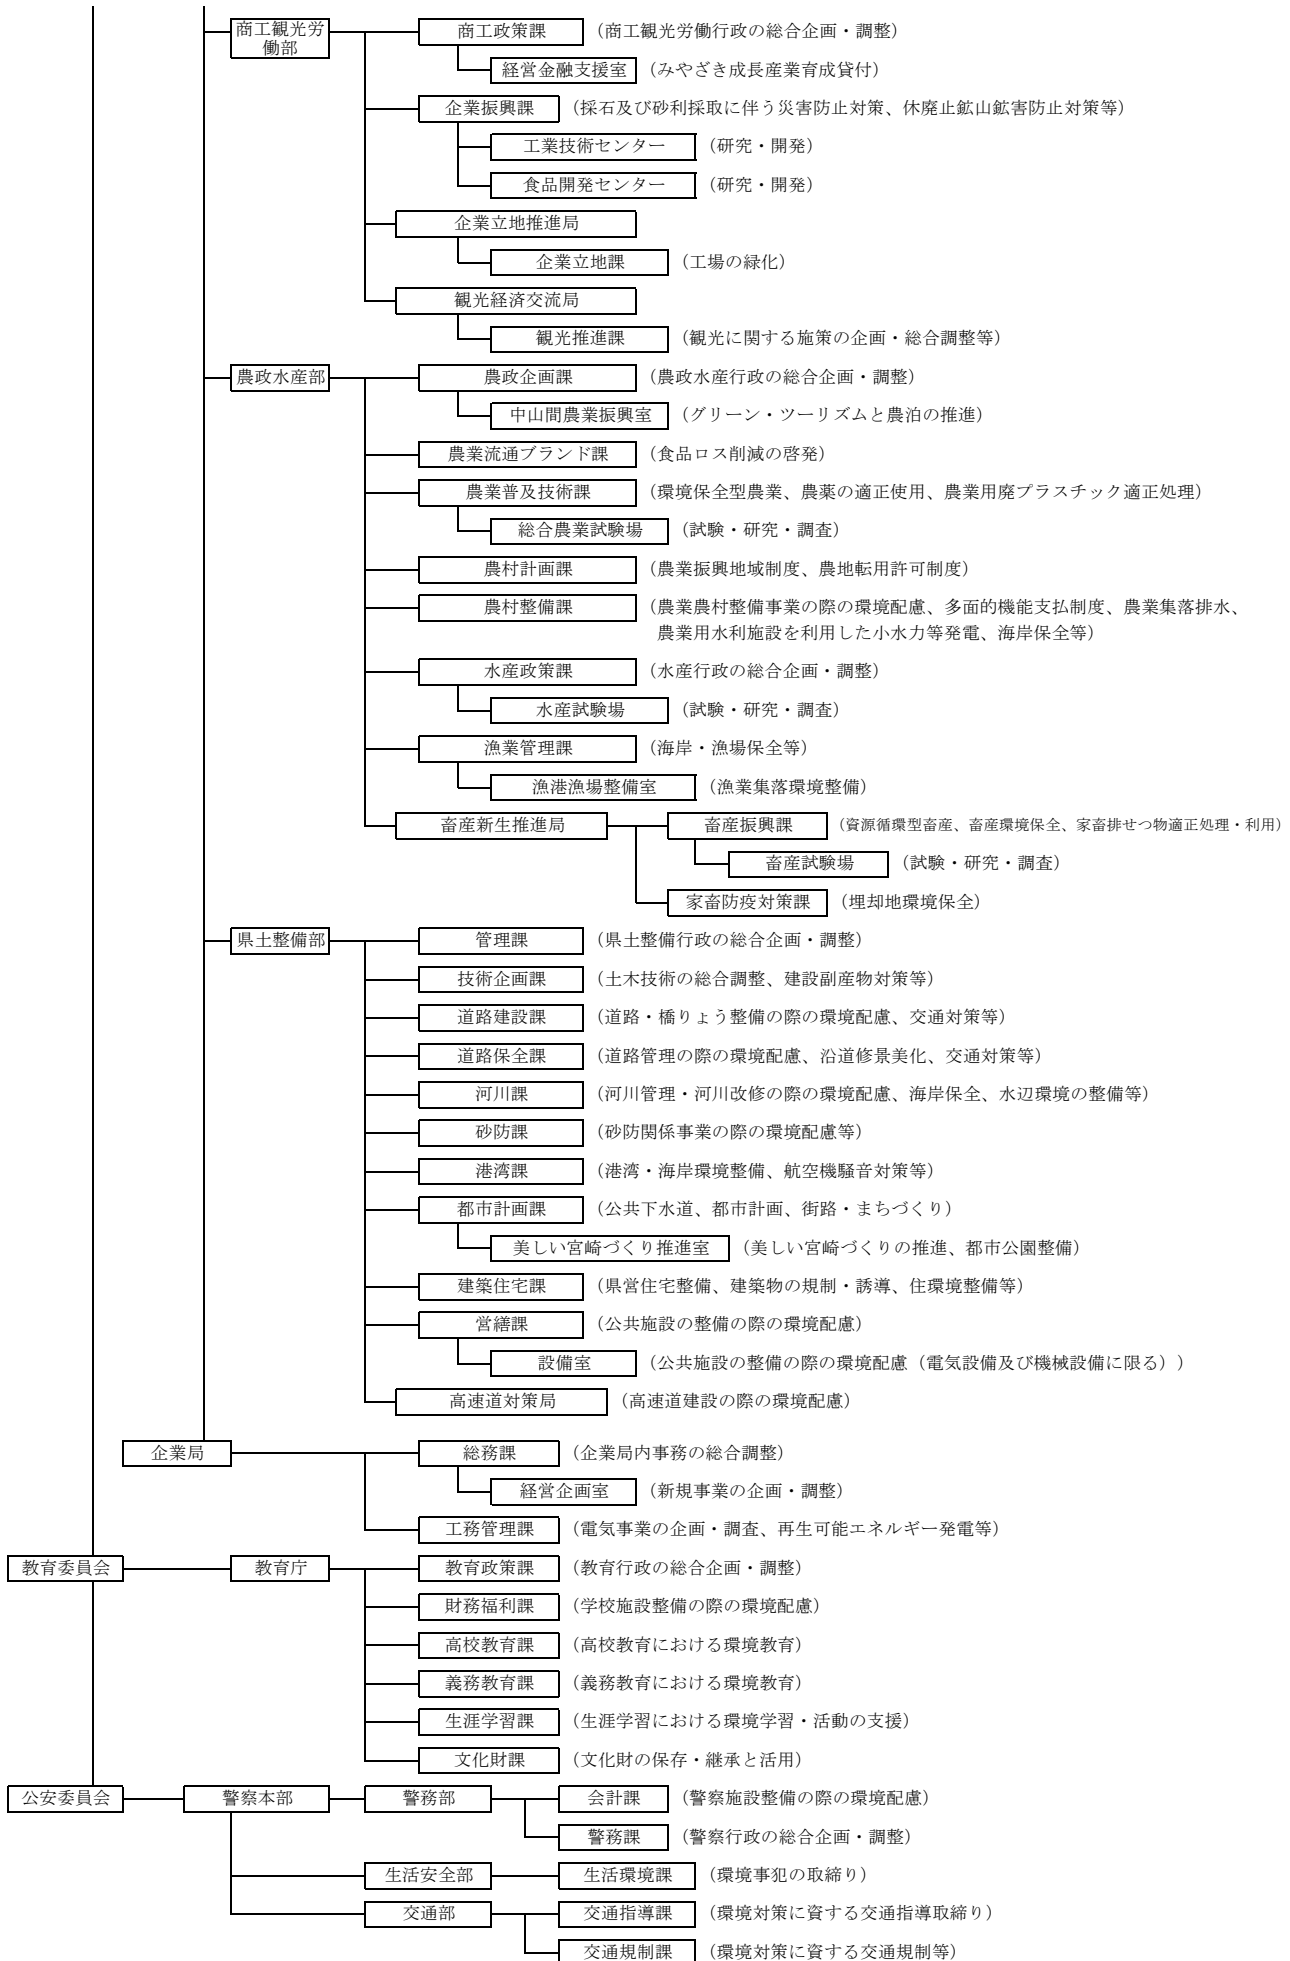 商工観光労
働部
商工政策課 （商工観光労働行政の総合企画・調整）
経営金融支援室 （みやざき成長産業育成貸付）
企業振興課 （採石及び砂利採取に伴う災害防止対策、休廃止鉱山鉱害防止対策等）
工業技術センター （研究・開発）
食品開発センター （研究・開発）
企業立地推進局
企業立地課 （工場の緑化）
観光経済交流局
観光推進課 （観光に関する施策の企画・総合調整等）
農政水産部 農政企画課 （農政水産行政の総合企画・調整）
中山間農業振興室 （グリーン・ツーリズムと農泊の推進）
農業流通ブランド課 （食品ロス削減の啓発）
農業普及技術課 （環境保全型農業、農薬の適正使用、農業用廃プラスチック適正処理）
総合農業試験場 （試験・研究・調査）
農村計画課 （農業振興地域制度、農地転用許可制度）
農村整備課 （農業農村整備事業の際の環境配慮、多面的機能支払制度、農業集落排水、
農業用水利施設を利用した小水力等発電、海岸保全等）
水産政策課 （水産行政の総合企画・調整）
水産試験場 （試験・研究・調査）
漁業管理課 （海岸・漁場保全等）
漁港漁場整備室 （漁業集落環境整備）
畜産新生推進局 畜産振興課 （資源循環型畜産、畜産環境保全、家畜排せつ物適正処理・利用）
畜産試験場 （試験・研究・調査）
家畜防疫対策課 （埋却地環境保全）
県土整備部 管理課 （県土整備行政の総合企画・調整）
技術企画課 （土木技術の総合調整、建設副産物対策等）
道路建設課 （道路・橋りょう整備の際の環境配慮、交通対策等）
道路保全課 （道路管理の際の環境配慮、沿道修景美化、交通対策等）
河川課 （河川管理・河川改修の際の環境配慮、海岸保全、水辺環境の整備等）
砂防課 （砂防関係事業の際の環境配慮等）
港湾課 （港湾・海岸環境整備、航空機騒音対策等）
都市計画課 （公共下水道、都市計画、街路・まちづくり）
美しい宮崎づくり推進室 （美しい宮崎づくりの推進、都市公園整備）
建築住宅課 （県営住宅整備、建築物の規制・誘導、住環境整備等）
営繕課 （公共施設の整備の際の環境配慮）
設備室 （公共施設の整備の際の環境配慮（電気設備及び機械設備に限る））
高速道対策局 （高速道建設の際の環境配慮）
企業局 総務課 （企業局内事務の総合調整）
経営企画室 （新規事業の企画・調整）
工務管理課 （電気事業の企画・調査、再生可能エネルギー発電等）
教育委員会 教育庁 教育政策課 （教育行政の総合企画・調整）
財務福利課 （学校施設整備の際の環境配慮）
高校教育課 （高校教育における環境教育）
義務教育課 （義務教育における環境教育）
生涯学習課 （生涯学習における環境学習・活動の支援）
文化財課 （文化財の保存・継承と活用）
公安委員会 警察本部 警務部 会計課 （警察施設整備の際の環境配慮）
警務課 （警察行政の総合企画・調整）
生活安全部 生活環境課 （環境事犯の取締り）
交通部 交通指導課 （環境対策に資する交通指導取締り）
交通規制課 （環境対策に資する交通規制等）